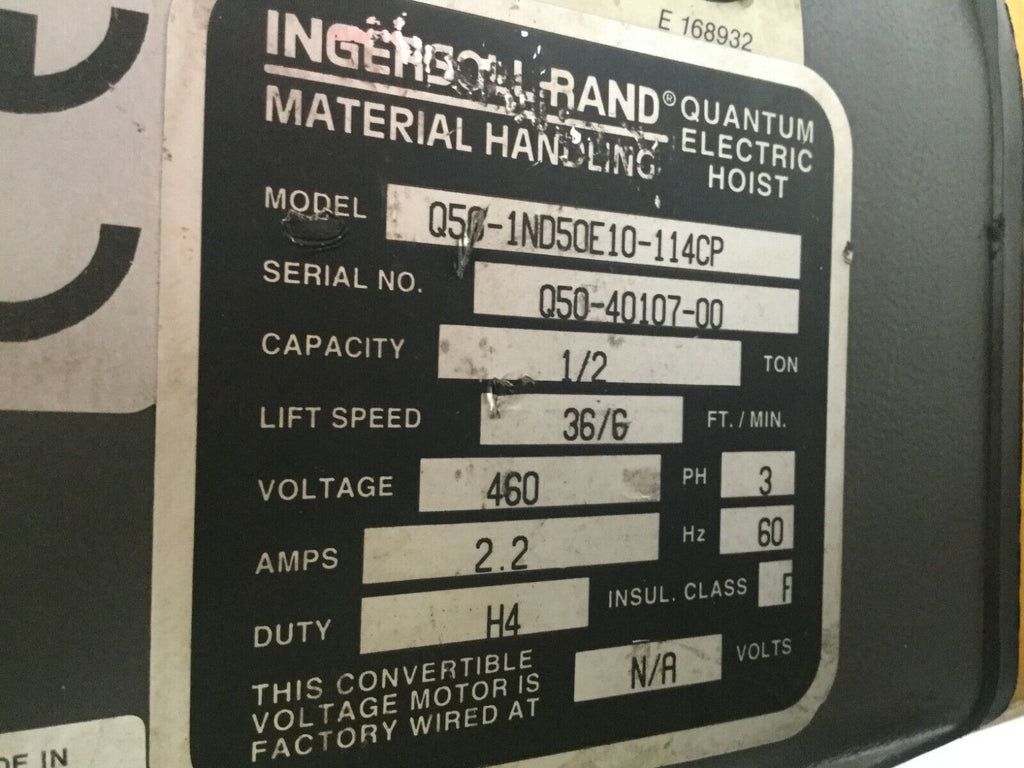 E 168932
INGERSOLL-RAND®
MATERIAL HANDLING
QUANTUM
ELECTRIC
HOIST
MODEL Q50-1ND50E10-114CP
SERIAL NO. Q50-40107-00
CAPACITY 1/2 TON
LIFT SPEED 36/6 FT. / MIN.
VOLTAGE 460 PH 3
AMPS 2.2 Hz 60
DUTY H4 INSUL. CLASS F
THIS CONVERTIBLE
VOLTAGE MOTOR IS
FACTORY WIRED AT N/A VOLTS
IN